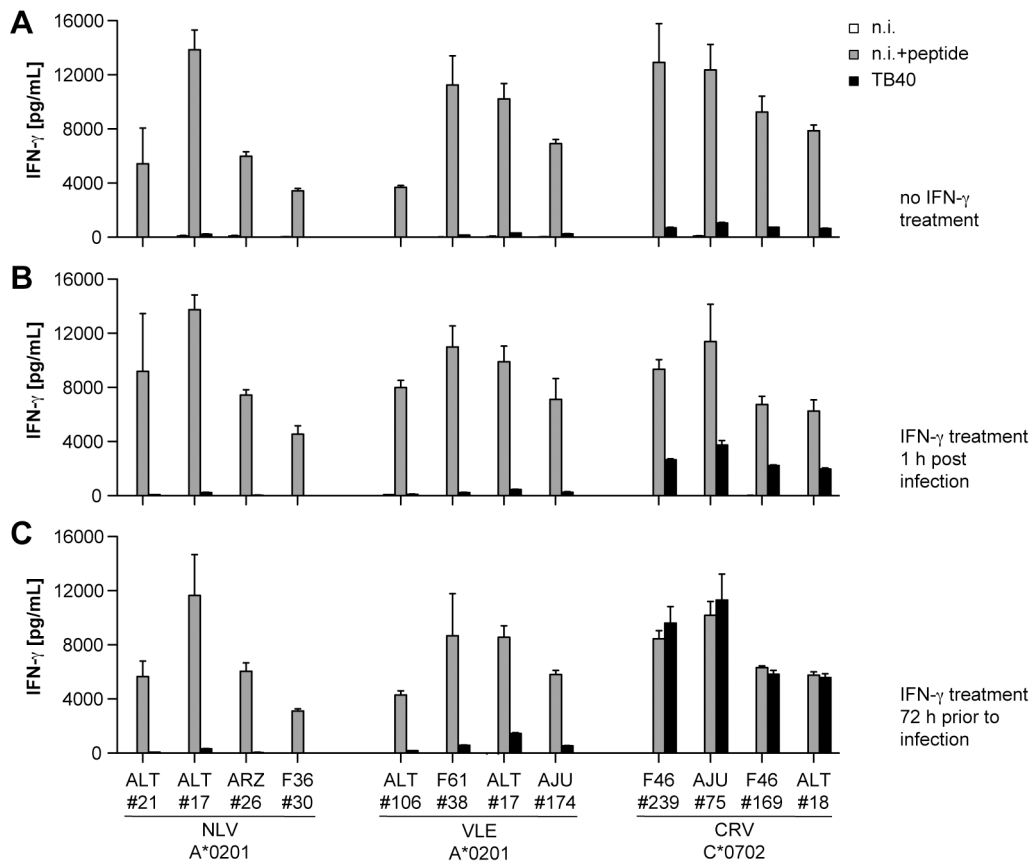 A
IFN-γ [pg/mL]
16000
12000
8000
4000
0
n.i.
n.i.+peptide
TB40
no IFN-γ
treatment
B
IFN-γ [pg/mL]
16000
12000
8000
4000
0
IFN-γ treatment
1 h post
infection
C
IFN-γ [pg/mL]
16000
12000
8000
4000
0
IFN-γ treatment
72 h prior to
infection
ALT ALT ARZ F36 ALT F61 ALT AJU F46 AJU F46 ALT
#21 #17 #26 #30 #106 #38 #17 #174 #239 #75 #169 #18
NLV VLE CRV
A*0201 A*0201 C*0702